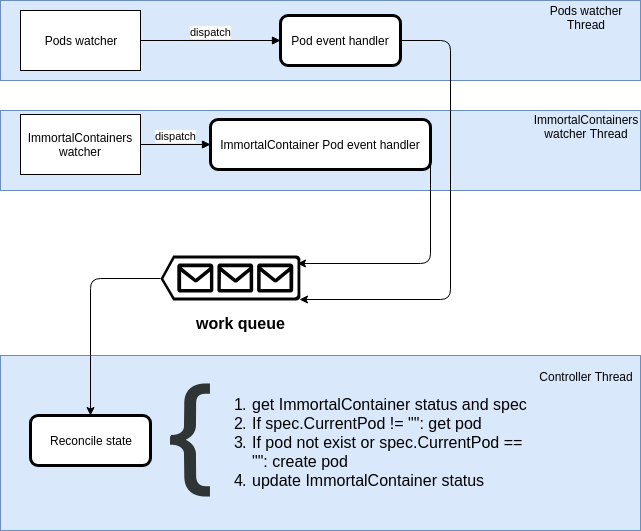 Pods watcher
dispatch
Pod event handler
Pods watcher
Thread
ImmortalContainers
watcher
dispatch
ImmortalContainer Pod event handler
ImmortalContainers
watcher Thread
work queue
Controller Thread
Reconcile state
1. get ImmortalContainer status and spec
2. If spec.CurrentPod != "": get pod
3. If pod not exist or spec.CurrentPod ==
"": create pod
4. update ImmortalContainer status